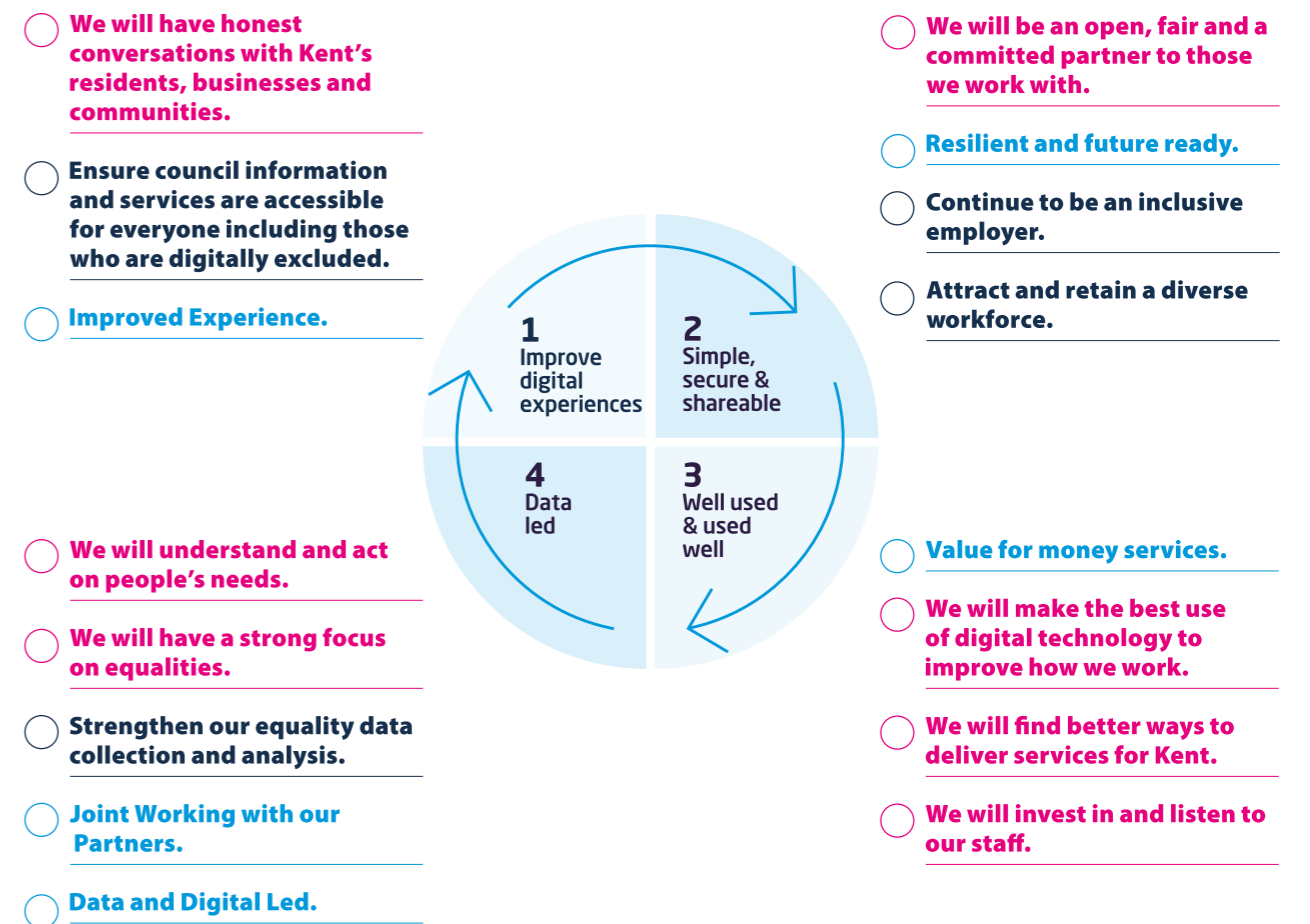 We will have honest
conversations with Kent's
residents, businesses and
communities.
Ensure council information
and services are accessible
for everyone including those
who are digitally excluded.
Improved Experience.
We will be an open, fair and a
committed partner to those
we work with.
Resilient and future ready.
Continue to be an inclusive
employer.
Attract and retain a diverse
workforce.
1
Improve
digital
experiences
2
Simple,
secure &
shareable
4
Data
led
3
Well used
& used
well
We will understand and act
on people's needs.
We will have a strong focus
on equalities.
Strengthen our equality data
collection and analysis.
Joint Working with our
Partners.
Data and Digital Led.
Value for money services.
We will make the best use
of digital technology to
improve how we work.
We will find better ways to
deliver services for Kent.
We will invest in and listen to
our staff.